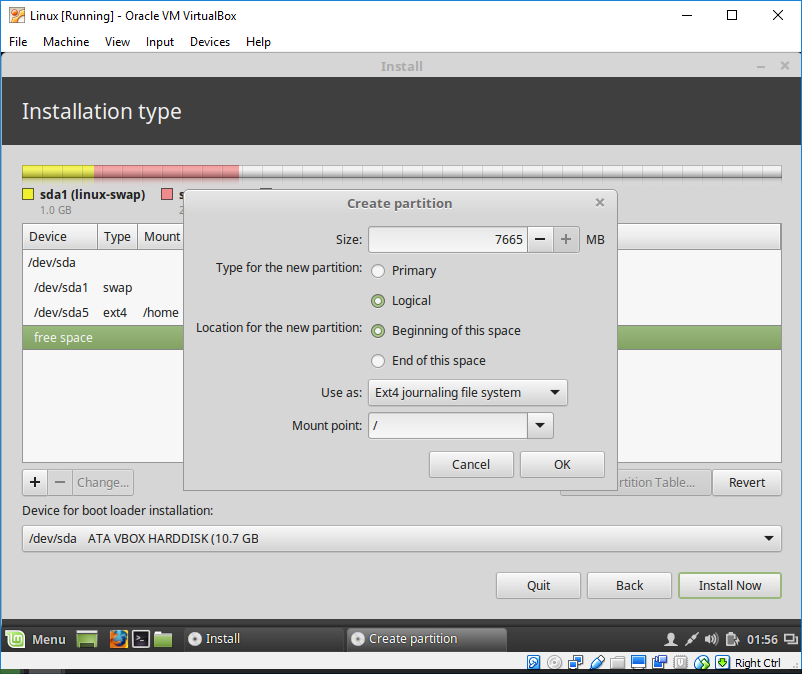 Linux [Running] - Oracle VM VirtualBox
File Machine View Input Devices Help
Install
Installation type
sda1 (linux-swap)
1.0 GB
Create partition
Size: 7665 MB
Type for the new partition: Primary
Logical
Location for the new partition: Beginning of this space
End of this space
Use as: Ext4 journaling file system
Mount point: /
Cancel OK
Device Type Mount
/dev/sda
/dev/sda1 swap
/dev/sda5 ext4 /home
free space
+ − Change... rtition Table... Revert
Device for boot loader installation:
/dev/sda ATA VBOX HARDDISK (10.7 GB
Quit Back Install Now
Menu Install Create partition 01:56
Right Ctrl